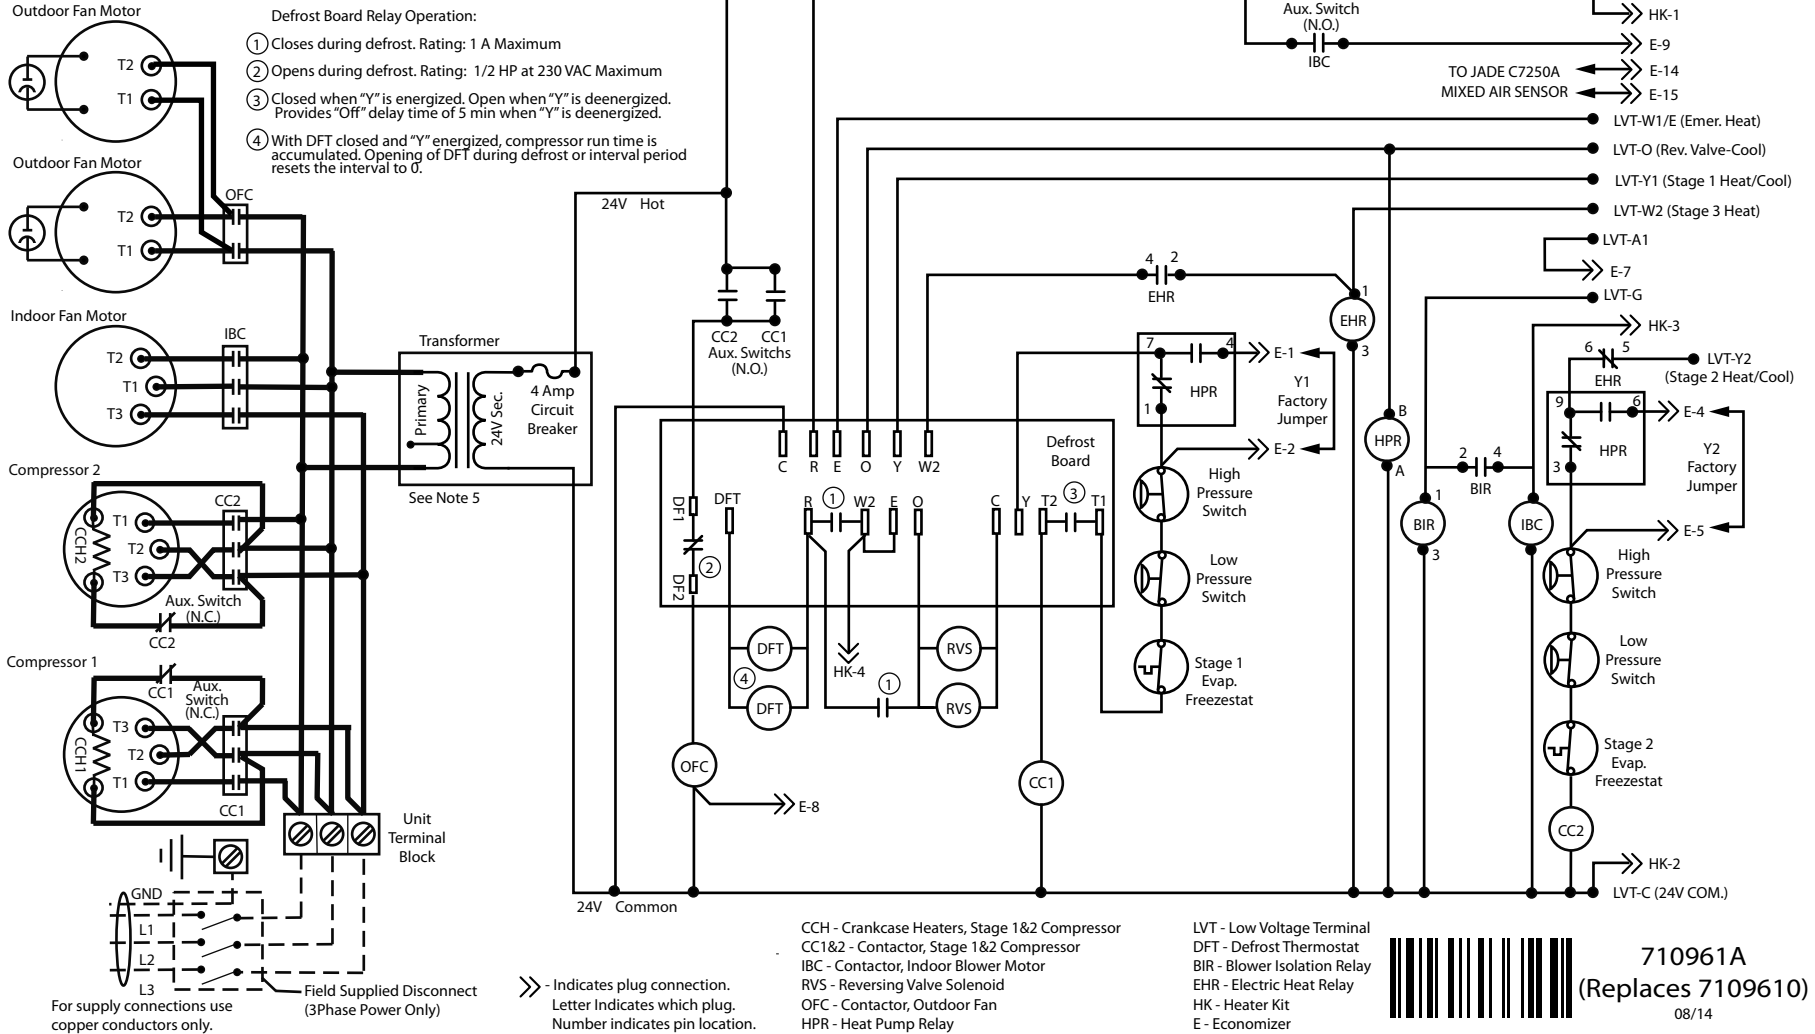 Outdoor Fan Motor
T2
T1
Defrost Board Relay Operation:
1 Closes during defrost. Rating: 1 A Maximum
2 Opens during defrost. Rating: 1/2 HP at 230 VAC Maximum
3 Closed when “Y” is energized. Open when “Y” is deenergized.
Provides “Off” delay time of 5 min when “Y” is deenergized.
4 With DFT closed and “Y” energized, compressor run time is
accumulated. Opening of DFT during defrost or interval period
resets the interval to 0.
Aux. Switch
(N.O.)
IBC
HK-1
E-9
TO JADE C7250A
MIXED AIR SENSOR
E-14
E-15
LVT-W1/E (Emer. Heat)
LVT-O (Rev. Valve-Cool)
LVT-Y1 (Stage 1 Heat/Cool)
LVT-W2 (Stage 3 Heat)
LVT-A1
E-7
LVT-G
HK-3
LVT-Y2
(Stage 2 Heat/Cool)
Outdoor Fan Motor
OFC
T2
T1
24V Hot
Indoor Fan Motor
IBC
T2
T1
T3
Transformer
Primary
24V Sec.
4 Amp
Circuit
Breaker
See Note 5
CC2 CC1
Aux. Switchs
(N.O.)
4 2
EHR
1
EHR
3
7 4
HPR
1
E-1
Y1
Factory
Jumper
E-2
B
HPR
A
6 5
EHR
9 6
HPR
3
E-4
Y2
Factory
Jumper
E-5
2 4
BIR
1
BIR
3
IBC
Defrost
Board
C R E O Y W2
DF1
DFT
R 1 W2 E O
C Y T2 3 T1
2
DF2
DFT
4
DFT
HK-4
1
RVS
RVS
High
Pressure
Switch
Low
Pressure
Switch
Stage 1
Evap.
Freezestat
High
Pressure
Switch
Low
Pressure
Switch
Stage 2
Evap.
Freezestat
OFC
E-8
CC1
CC2
HK-2
LVT-C (24V COM.)
24V Common
Compressor 2
CC2
CCH2
T1
T2
T3
Aux. Switch
(N.C.)
CC2
Compressor 1
CC1
Aux.
Switch
(N.C.)
CCH1
T3
T2
T1
CC1
Unit
Terminal
Block
GND
L1
L2
L3
Field Supplied Disconnect
(3Phase Power Only)
For supply connections use
copper conductors only.
- Indicates plug connection.
Letter Indicates which plug.
Number indicates pin location.
CCH - Crankcase Heaters, Stage 1&2 Compressor
CC1&2 - Contactor, Stage 1&2 Compressor
IBC - Contactor, Indoor Blower Motor
RVS - Reversing Valve Solenoid
OFC - Contactor, Outdoor Fan
HPR - Heat Pump Relay
LVT - Low Voltage Terminal
DFT - Defrost Thermostat
BIR - Blower Isolation Relay
EHR - Electric Heat Relay
HK - Heater Kit
E - Economizer
710961A
(Replaces 7109610)
08/14